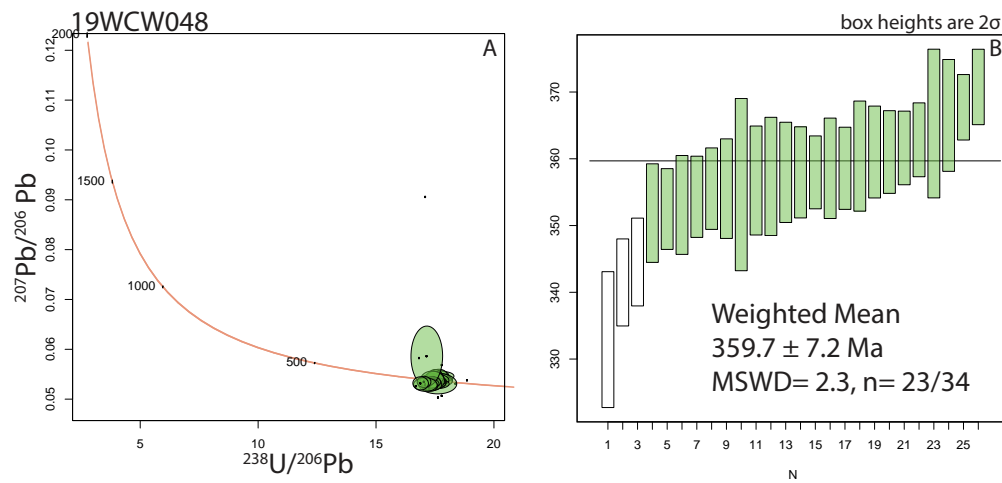 19WCW048
A
2000
1500
1000
500
0.12
0.11
0.10
0.09
0.08
0.07
0.06
0.05
207Pb/206 Pb
5
10
15
20
238U/206Pb
box heights are 2σ
B
370
360
350
340
330
Weighted Mean
359.7 ± 7.2 Ma
MSWD= 2.3, n= 23/34
1 3 5 7 9 11 13 15 17 19 21 23 25
N